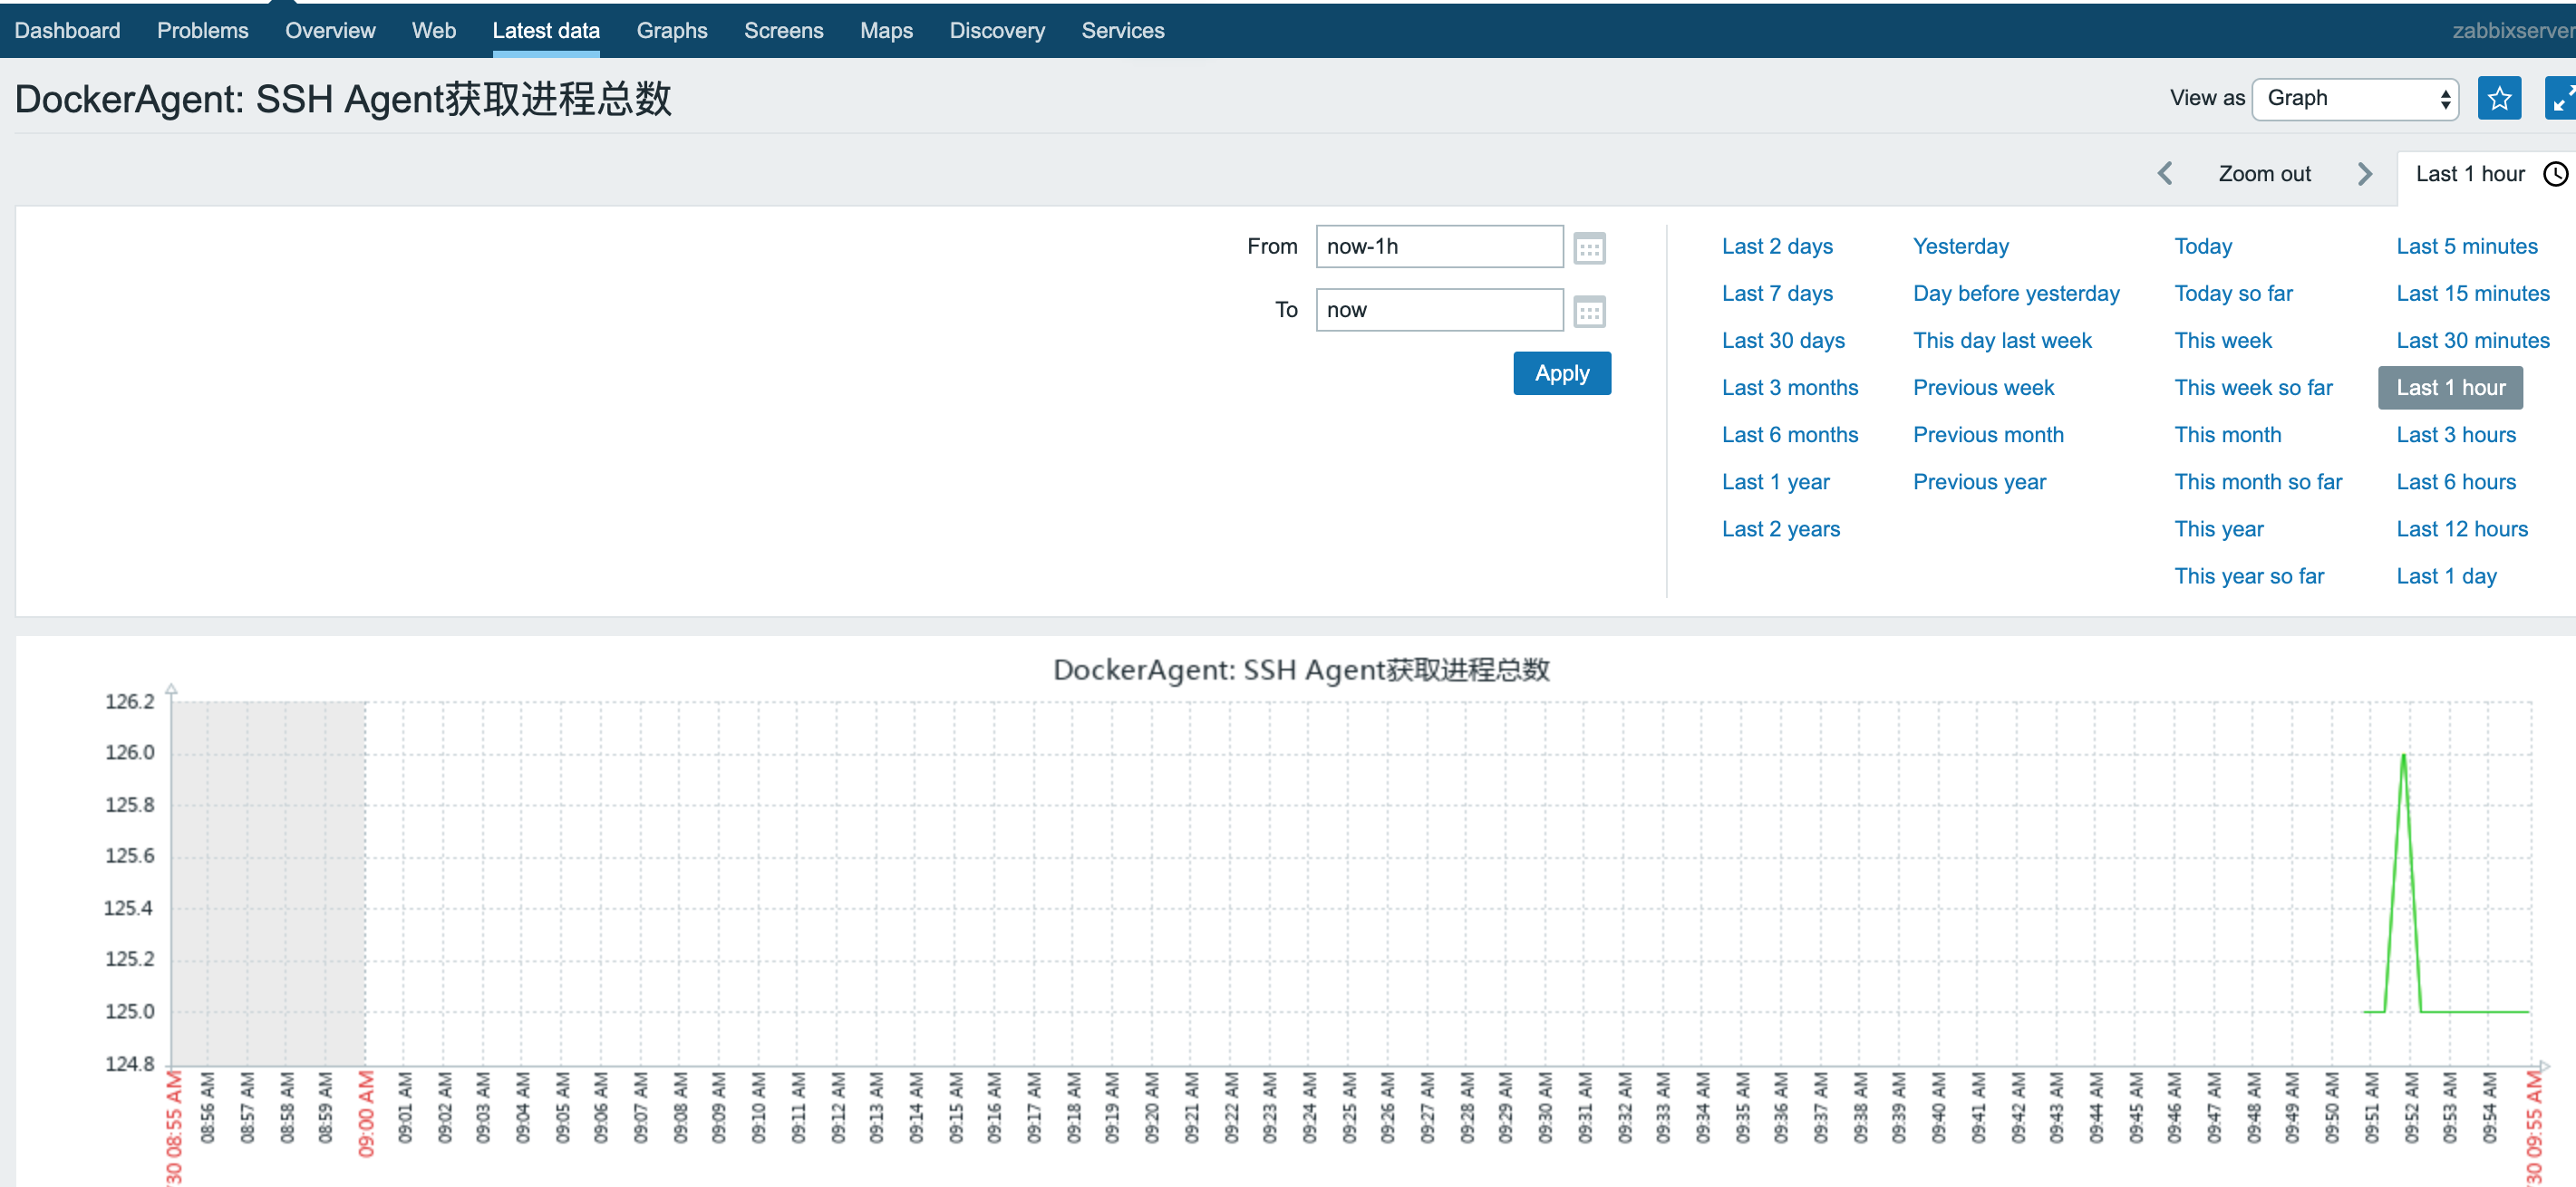 Dashboard Problems Overview Web Latest data Graphs Screens Maps Discovery Services zabbixserver
DockerAgent: SSH Agent获取进程总数 View as Graph
Zoom out Last 1 hour
From now-1h
To now
Apply
Last 2 days Yesterday Today Last 5 minutes
Last 7 days Day before yesterday Today so far Last 15 minutes
Last 30 days This day last week This week Last 30 minutes
Last 3 months Previous week This week so far Last 1 hour
Last 6 months Previous month This month Last 3 hours
Last 1 year Previous year This month so far Last 6 hours
Last 2 years This year Last 12 hours
This year so far Last 1 day
DockerAgent: SSH Agent获取进程总数
126.2
126.0
125.8
125.6
125.4
125.2
125.0
124.8
30 08:55 AM
08:56 AM
08:57 AM
08:58 AM
08:59 AM
09:00 AM
09:01 AM
09:02 AM
09:03 AM
09:04 AM
09:05 AM
09:06 AM
09:07 AM
09:08 AM
09:09 AM
09:10 AM
09:11 AM
09:12 AM
09:13 AM
09:14 AM
09:15 AM
09:16 AM
09:17 AM
09:18 AM
09:19 AM
09:20 AM
09:21 AM
09:22 AM
09:23 AM
09:24 AM
09:25 AM
09:26 AM
09:27 AM
09:28 AM
09:29 AM
09:30 AM
09:31 AM
09:32 AM
09:33 AM
09:34 AM
09:35 AM
09:36 AM
09:37 AM
09:38 AM
09:39 AM
09:40 AM
09:41 AM
09:42 AM
09:43 AM
09:44 AM
09:45 AM
09:46 AM
09:47 AM
09:48 AM
09:49 AM
09:50 AM
09:51 AM
09:52 AM
09:53 AM
09:54 AM
30 09:55 AM